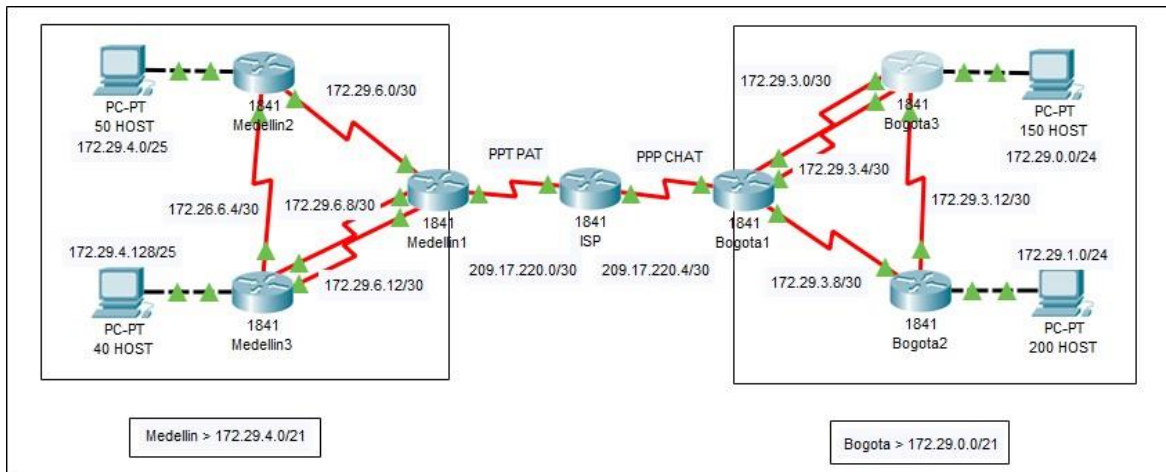 PC-PT
50 HOST
172.29.4.0/25
1841
Medellin2
172.29.6.0/30
172.26.6.4/30
172.29.6.8/30
172.29.4.128/25
PC-PT
40 HOST
1841
Medellin3
172.29.6.12/30
1841
Medellin1
PPT PAT
209.17.220.0/30
1841
ISP
PPP CHAT
209.17.220.4/30
1841
Bogota1
172.29.3.0/30
1841
Bogota3
PC-PT
150 HOST
172.29.0.0/24
172.29.3.4/30
172.29.3.12/30
172.29.3.8/30
1841
Bogota2
172.29.1.0/24
PC-PT
200 HOST
Medellin > 172.29.4.0/21
Bogota > 172.29.0.0/21